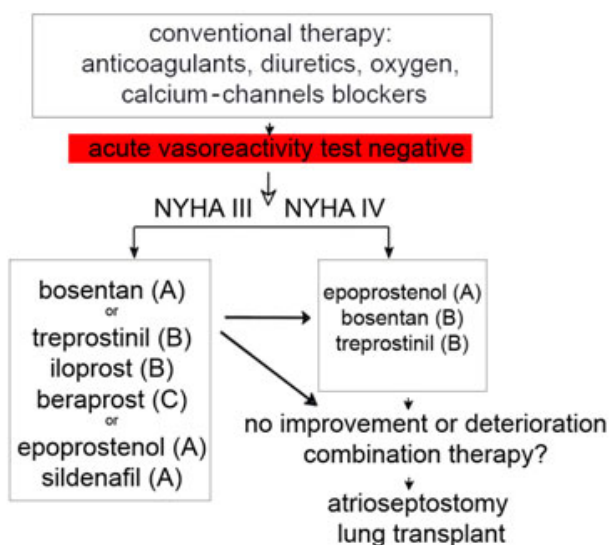 conventional therapy:
anticoagulants, diuretics, oxygen,
calcium-channels blockers
acute vasoreactivity test negative
NYHA III NYHA IV
bosentan (A)
or
treprostinil (B)
iloprost (B)
beraprost (C)
or
epoprostenol (A)
sildenafil (A)
epoprostenol (A)
bosentan (B)
treprostinil (B)
no improvement or deterioration
combination therapy?
atrioseptostomy
lung transplant